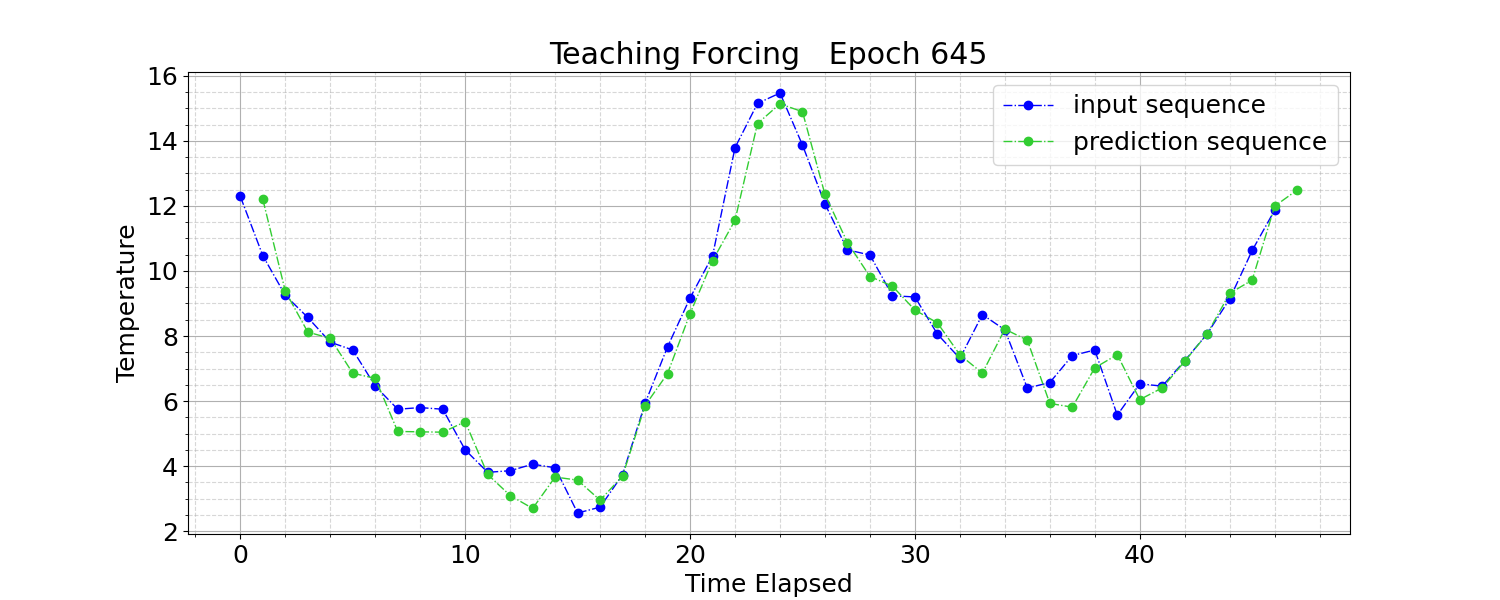 Teaching Forcing   Epoch 645
input sequence
prediction sequence
Temperature
16
14
12
10
8
6
4
2
0 10 20 30 40
Time Elapsed